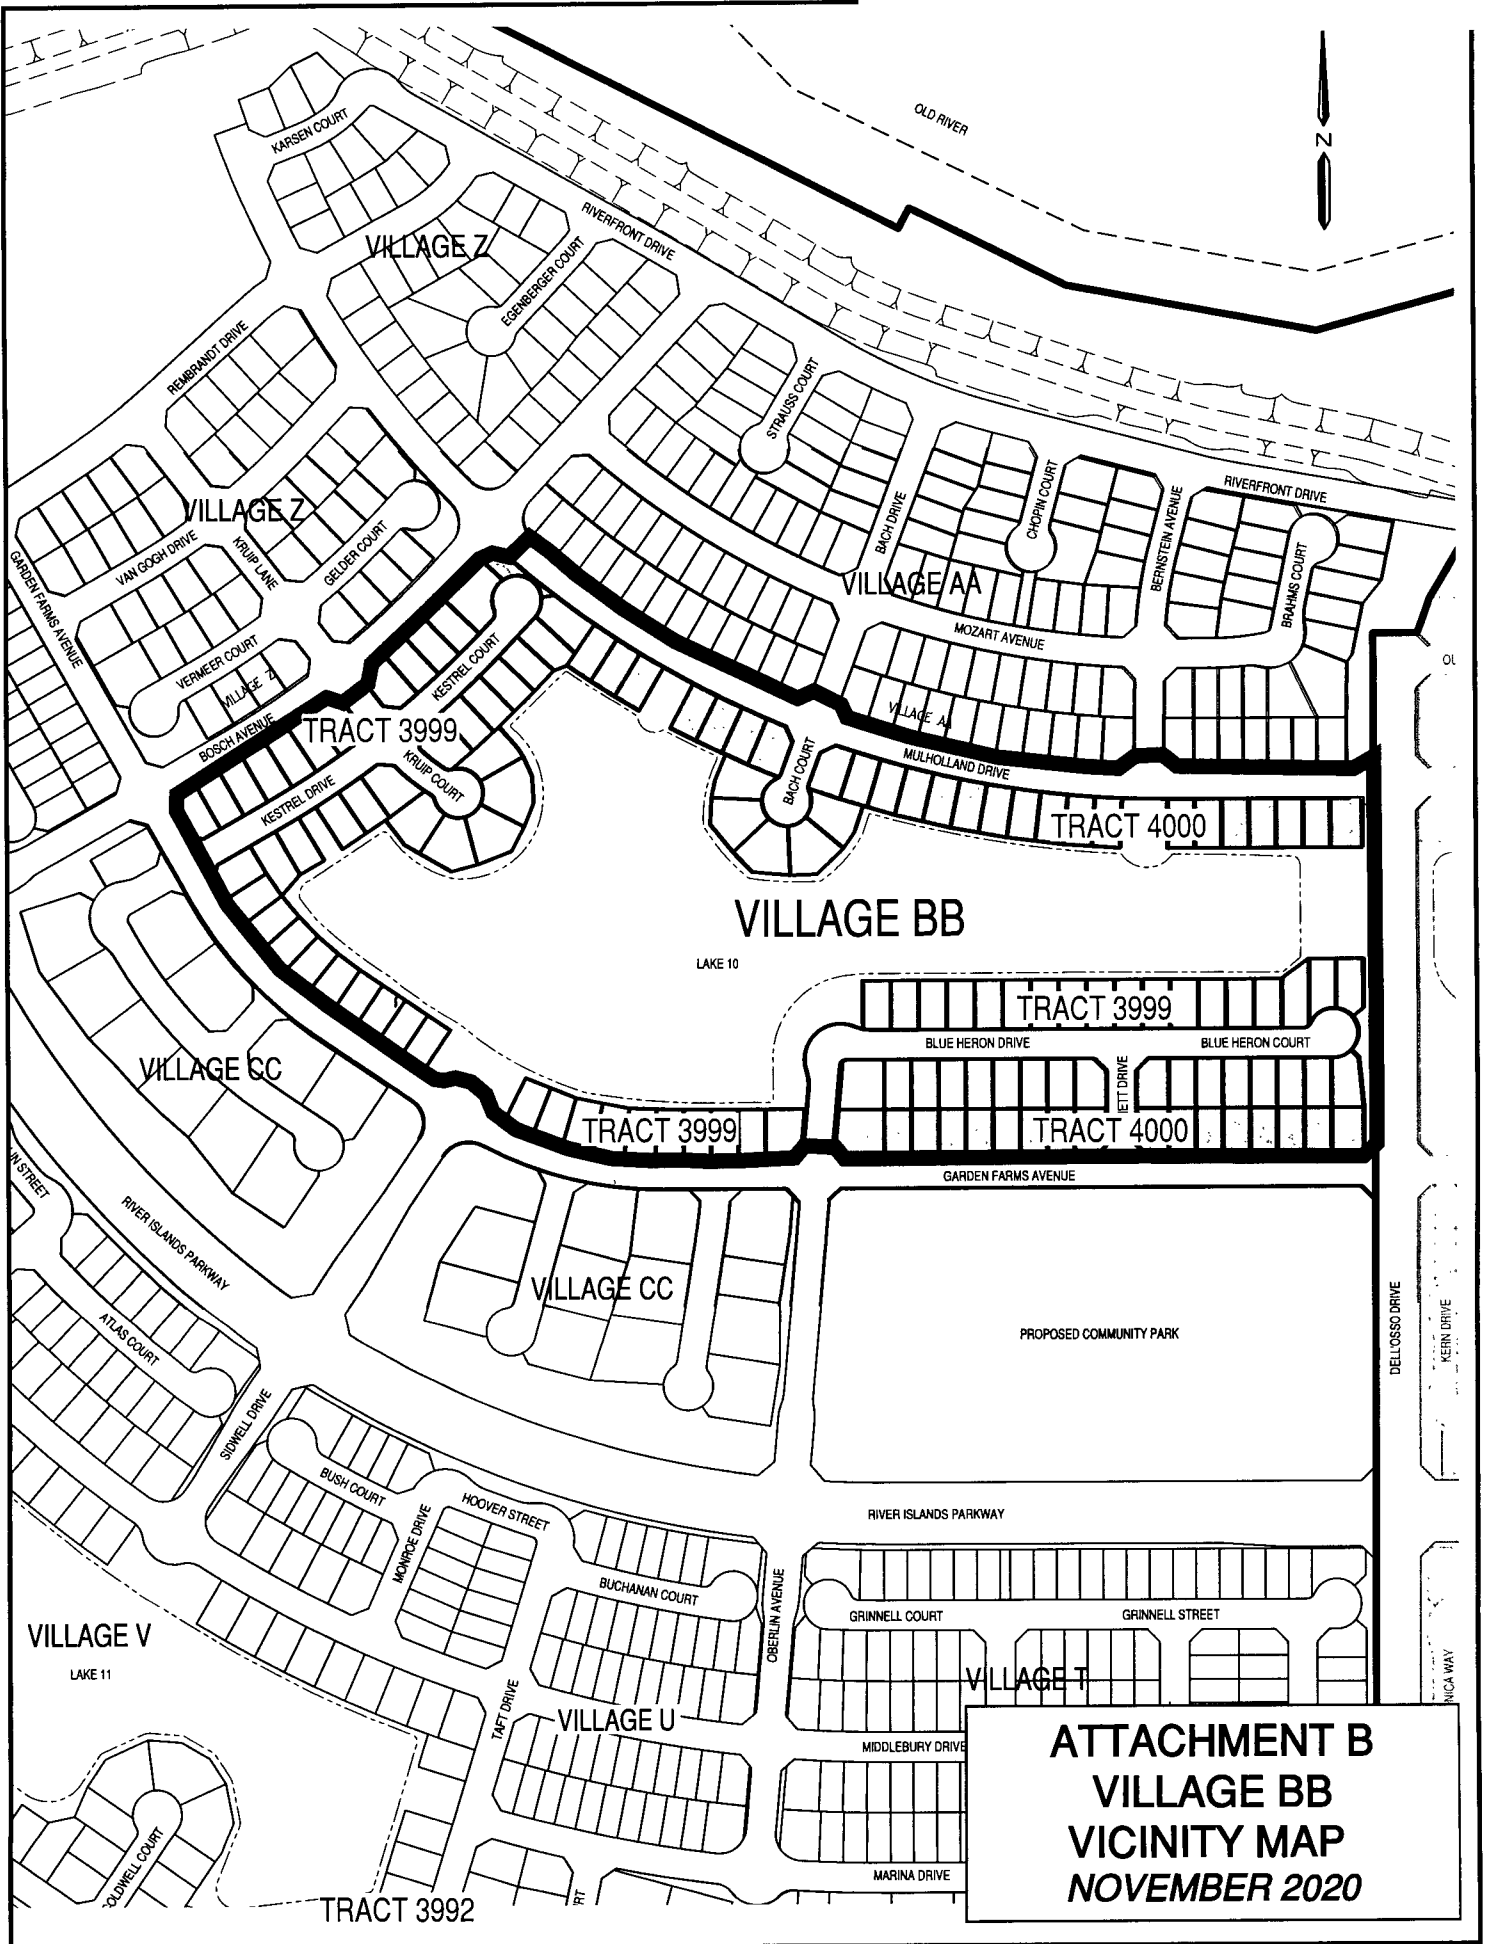 OLD RIVER
N
KARSEN COURT
VILLAGE Z
EGENBERGER COURT
RIVERFRONT DRIVE
REMBRANDT DRIVE
STRAUSS COURT
VILLAGE Z
VAN GOGH DRIVE
KRUIP LANE
GELDER COURT
GARDEN FARMS AVENUE
BACH DRIVE
CHOPIN COURT
BERNSTEIN AVENUE
RIVERFRONT DRIVE
BRAHMS COURT
VILLAGE AA
MOZART AVENUE
VERMEER COURT
VILLAGE Z
BOSCH AVENUE
KESTREL COURT
TRACT 3999
KRUIP COURT
KESTREL DRIVE
VILLAGE A
MULHOLLAND DRIVE
BACH COURT
TRACT 4000
VILLAGE BB
LAKE 10
TRACT 3999
BLUE HERON DRIVE
BLUE HERON COURT
ETT DRIVE
TRACT 3999
TRACT 4000
GARDEN FARMS AVENUE
VILLAGE CC
RIVER ISLANDS PARKWAY
VILLAGE CC
PROPOSED COMMUNITY PARK
DELL'OSSO DRIVE
KERN DRIVE
ATLAS COURT
SIDWELL DRIVE
BUSH COURT
MONROE DRIVE
HOOVER STREET
RIVER ISLANDS PARKWAY
BUCHANAN COURT
OBERLIN AVENUE
GRINNELL COURT
GRINNELL STREET
VILLAGE V
LAKE 11
VILLAGE T
NICA WAY
TAFT DRIVE
VILLAGE U
MIDDLEBURY DRIVE
MARINA DRIVE
OLDWELL COURT
TRACT 3992
RT
ATTACHMENT B
VILLAGE BB
VICINITY MAP
NOVEMBER 2020